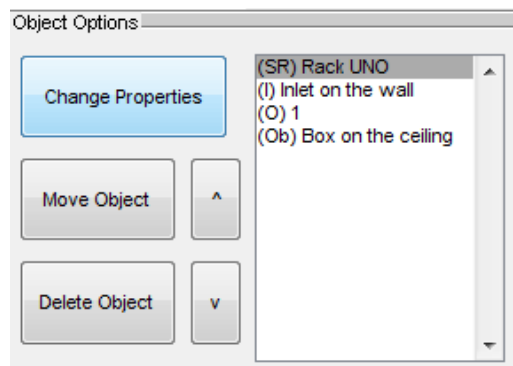 Object Options
Change Properties
Move Object
^
Delete Object
v
(SR) Rack UNO
(I) Inlet on the wall
(O) 1
(Ob) Box on the ceiling